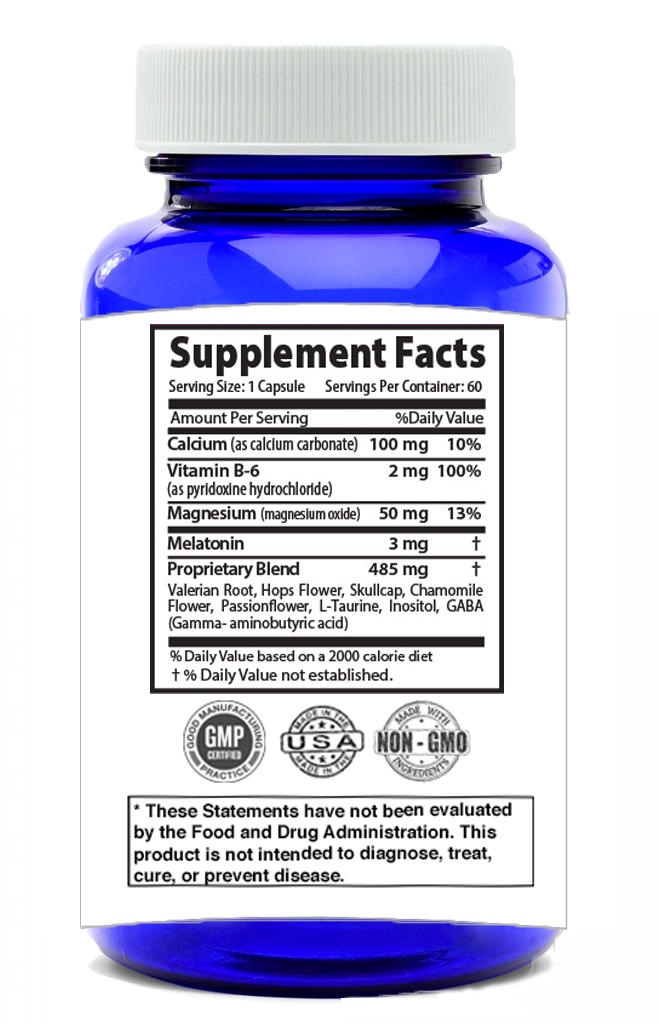 Supplement Facts
Serving Size: 1 Capsule Servings Per Container: 60
Amount Per Serving %Daily Value
Calcium (as calcium carbonate) 100 mg 10%
Vitamin B-6 2 mg 100%
(as pyridoxine hydrochloride)
Magnesium (magnesium oxide) 50 mg 13%
Melatonin 3 mg †
Proprietary Blend 485 mg †
Valerian Root, Hops Flower, Skullcap, Chamomile
Flower, Passionflower, L-Taurine, Inositol, GABA
(Gamma- aminobutyric acid)
% Daily Value based on a 2000 calorie diet
† % Daily Value not established.
GOOD MANUFACTURING
GMP
CERTIFIED
PRACTICE
MADE IN THE
USA
MADE IN THE
MADE WITH
NON - GMO
INGREDIENTS
* These Statements have not been evaluated
by the Food and Drug Administration. This
product is not intended to diagnose, treat,
cure, or prevent disease.